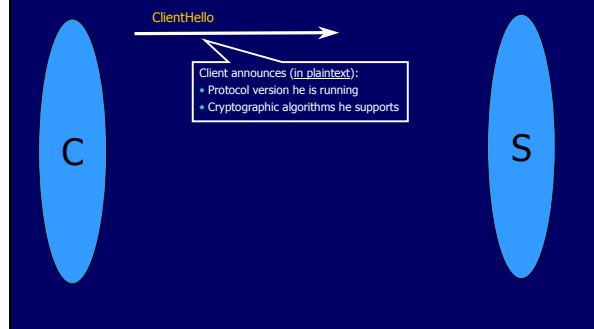 ClientHello
Client announces (in plaintext):
• Protocol version he is running
• Cryptographic algorithms he supports
C
S